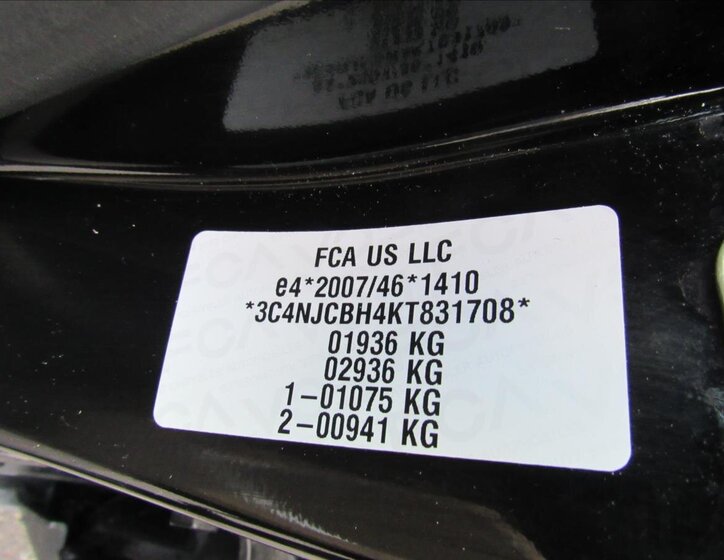 FCA US LLC
e4*2007/46*1410
*3C4NJCBH4KT831708*
01936 KG
02936 KG
1-01075 KG
2-00941 KG